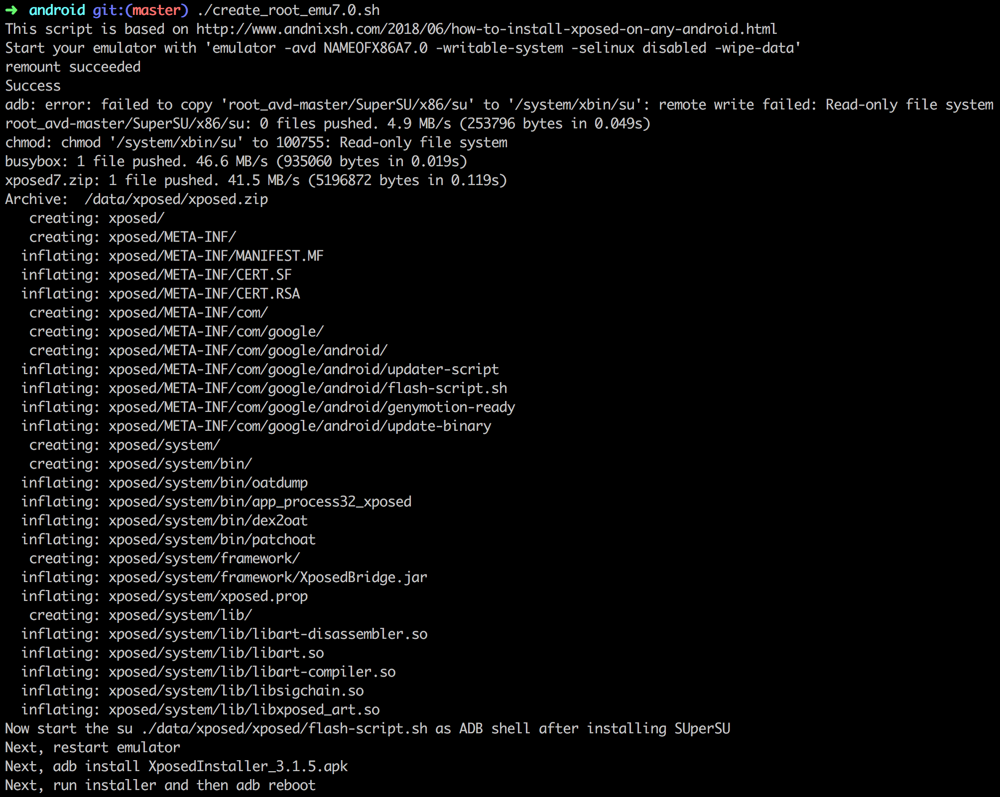 ➜  android git:(master) ./create_root_emu7.0.sh
This script is based on http://www.andnixsh.com/2018/06/how-to-install-xposed-on-any-android.html
Start your emulator with 'emulator -avd NAMEOFX86A7.0 -writable-system -selinux disabled -wipe-data'
remount succeeded
Success
adb: error: failed to copy 'root_avd-master/SuperSU/x86/su' to '/system/xbin/su': remote write failed: Read-only file system
root_avd-master/SuperSU/x86/su: 0 files pushed. 4.9 MB/s (253796 bytes in 0.049s)
chmod: chmod '/system/xbin/su' to 100755: Read-only file system
busybox: 1 file pushed. 46.6 MB/s (935060 bytes in 0.019s)
xposed7.zip: 1 file pushed. 41.5 MB/s (5196872 bytes in 0.119s)
Archive:  /data/xposed/xposed.zip
   creating: xposed/
   creating: xposed/META-INF/
  inflating: xposed/META-INF/MANIFEST.MF
  inflating: xposed/META-INF/CERT.SF
  inflating: xposed/META-INF/CERT.RSA
   creating: xposed/META-INF/com/
   creating: xposed/META-INF/com/google/
   creating: xposed/META-INF/com/google/android/
  inflating: xposed/META-INF/com/google/android/updater-script
  inflating: xposed/META-INF/com/google/android/flash-script.sh
  inflating: xposed/META-INF/com/google/android/genymotion-ready
  inflating: xposed/META-INF/com/google/android/update-binary
   creating: xposed/system/
   creating: xposed/system/bin/
  inflating: xposed/system/bin/oatdump
  inflating: xposed/system/bin/app_process32_xposed
  inflating: xposed/system/bin/dex2oat
  inflating: xposed/system/bin/patchoat
   creating: xposed/system/framework/
  inflating: xposed/system/framework/XposedBridge.jar
  inflating: xposed/system/xposed.prop
   creating: xposed/system/lib/
  inflating: xposed/system/lib/libart-disassembler.so
  inflating: xposed/system/lib/libart.so
  inflating: xposed/system/lib/libart-compiler.so
  inflating: xposed/system/lib/libsigchain.so
  inflating: xposed/system/lib/libxposed_art.so
Now start the su ./data/xposed/xposed/flash-script.sh as ADB shell after installing SUperSU
Next, restart emulator
Next, adb install XposedInstaller_3.1.5.apk
Next, run installer and then adb reboot